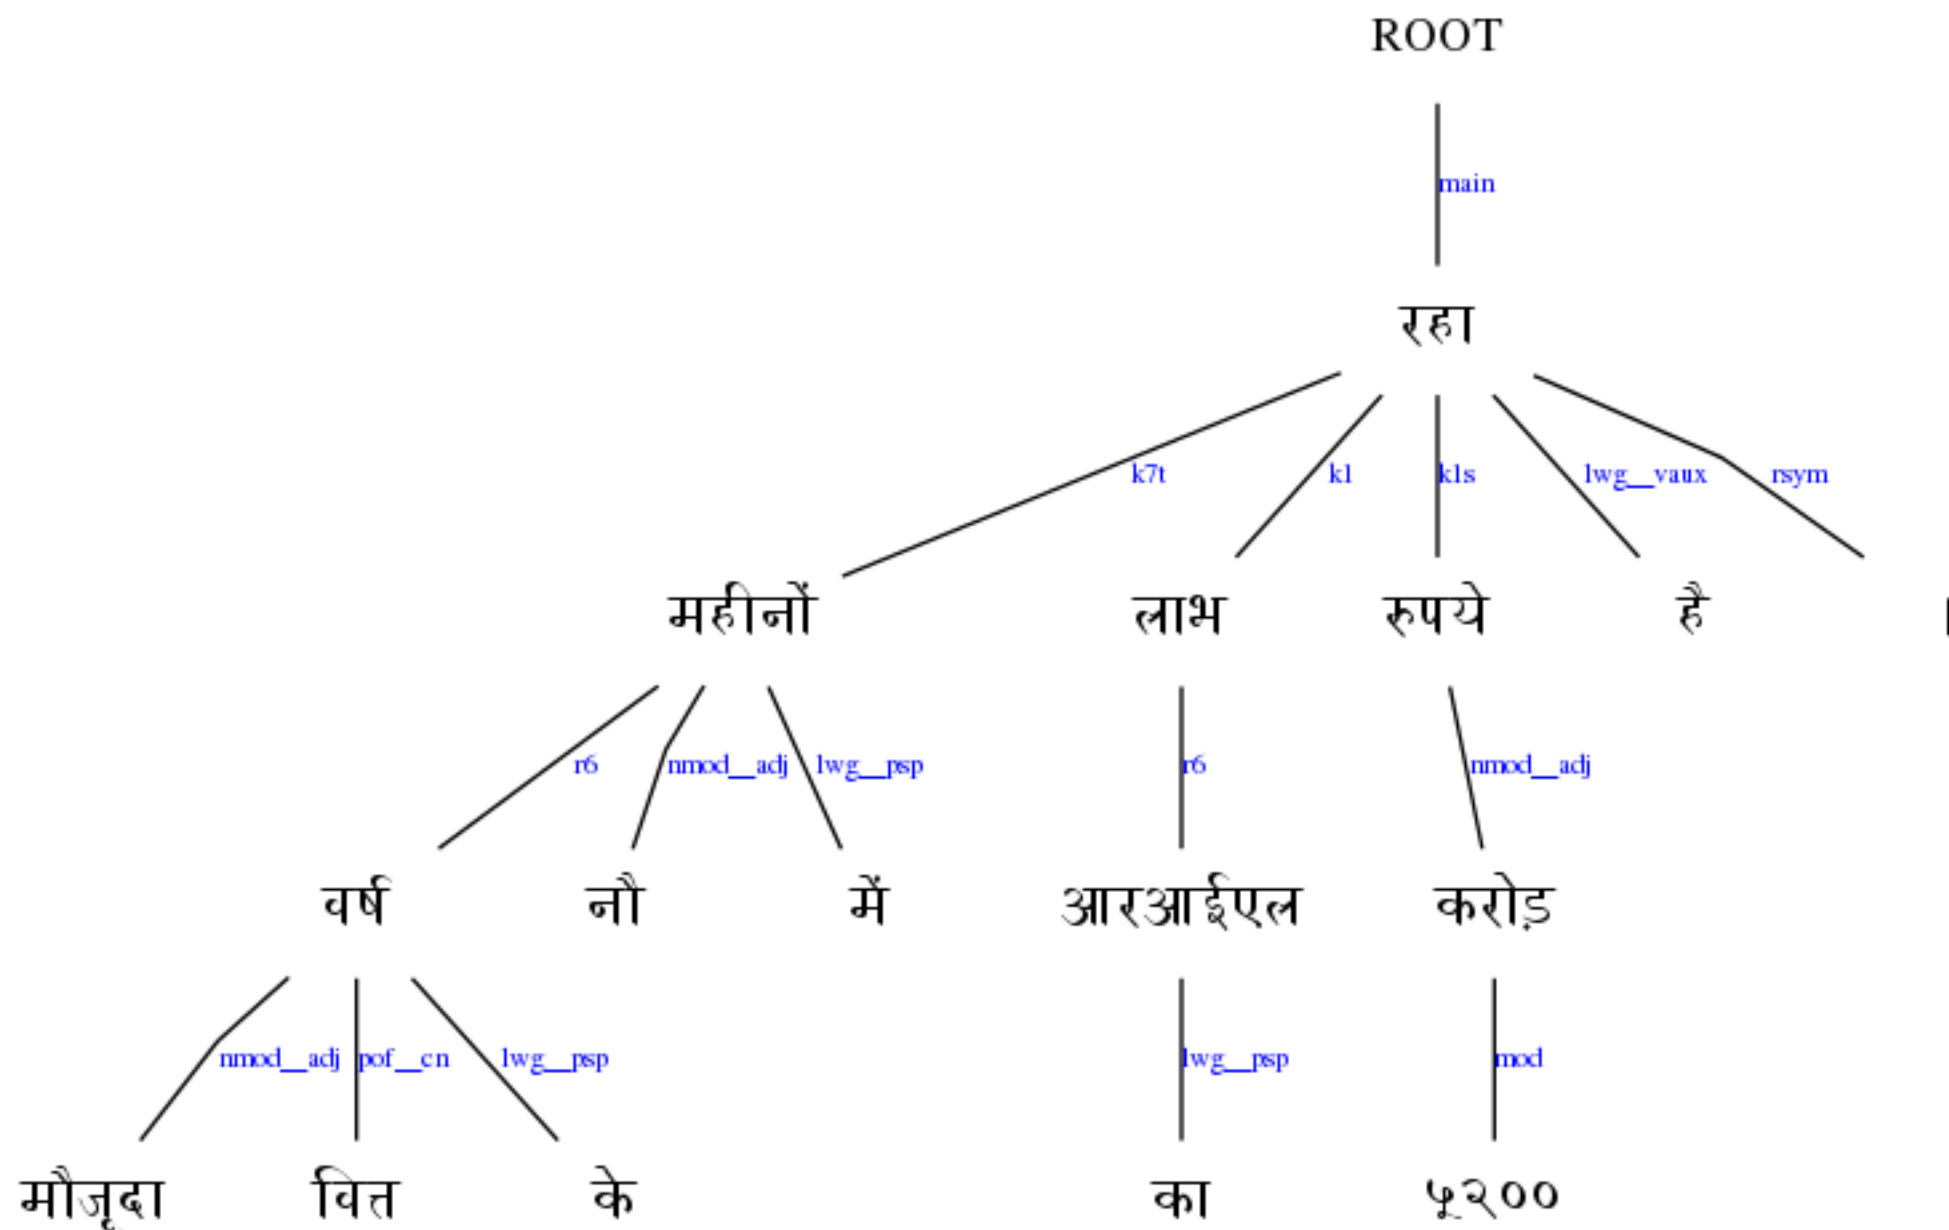 ROOT
main
रहा
k7t k1 k1s lwg__vaux rsym
महीनों लाभ रुपये है ।
r6 nmod__adj lwg__psp r6 nmod__adj
वर्ष नौ में आरआईएल करोड़
nmod__adj pof__cn lwg__psp lwg__psp mod
मौजूदा वित्त के का ५२००